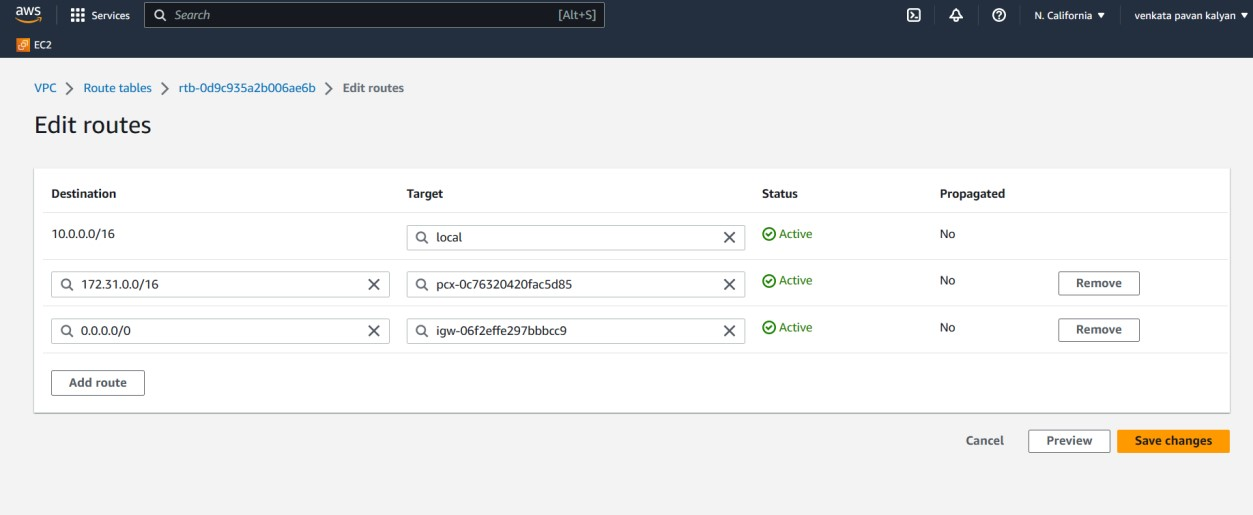 aws Services Search [Alt+S] N. California venkata pavan kalyan
EC2
VPC Route tables rtb-0d9c935a2b006ae6b Edit routes
Edit routes
Destination Target Status Propagated
10.0.0.0/16 local Active No
172.31.0.0/16 pcx-0c76320420fac5d85 Active No Remove
0.0.0.0/0 igw-06f2effe297bbbcc9 Active No Remove
Add route
Cancel Preview Save changes